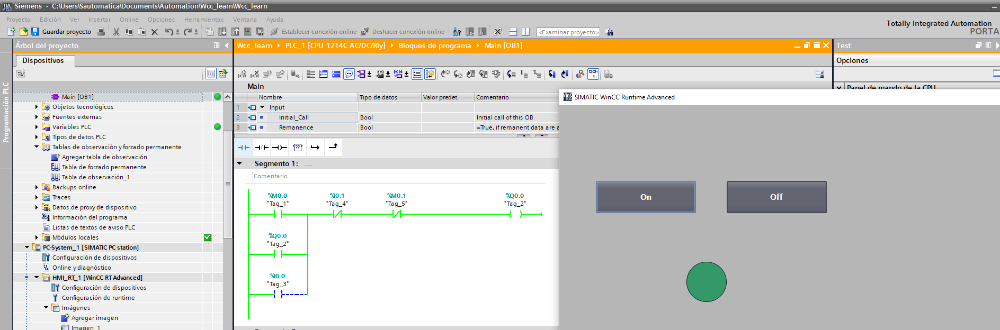 Siemens - C:\Users\Sautomatica\Documents\Automation\Wcc_learn\Wcc_learn
Proyecto Edición Ver Insertar Online Opciones Herramientas Ventana Ayuda
Totally Integrated Automation
PORTA
Guardar proyecto Establecer conexión online Deshacer conexión online <Examinar proyecto>
Árbol del proyecto
Wcc_learn PLC_1 [CPU 1214C AC/DC/Rly] Bloques de programa Main [OB1]
Test
Dispositivos
Opciones
Programación PLC
Main [OB1]
Objetos tecnológicos
Fuentes externas
Variables PLC
Tipos de datos PLC
Tablas de observación y forzado permanente
Agregar tabla de observación
Tabla de forzado permanente
Tabla de observación_1
Backups online
Traces
Datos de proxy de dispositivo
Información del programa
Listas de textos de aviso PLC
Módulos locales
PC-System_1 [SIMATIC PC station]
Configuración de dispositivos
Online y diagnóstico
HMI_RT_1 [WinCC RT Advanced]
Configuración de dispositivos
Configuración de runtime
Imágenes
Agregar imagen
Imagen_1
Main
Nombre Tipo de datos Valor predet. Comentario
1 Input
2 Initial_Call Bool Initial call of this OB
3 Remanence Bool =True, if remanent data are a
??
Segmento 1: .....
Comentario
%M0.0 %I0.1 %M0.1 %Q0.0
"Tag_1" "Tag_4" "Tag_5" "Tag_2"
%Q0.0
"Tag_2"
%I0.0
"Tag_3"
Panel de mando de la CPU
SIMATIC WinCC Runtime Advanced
On Off